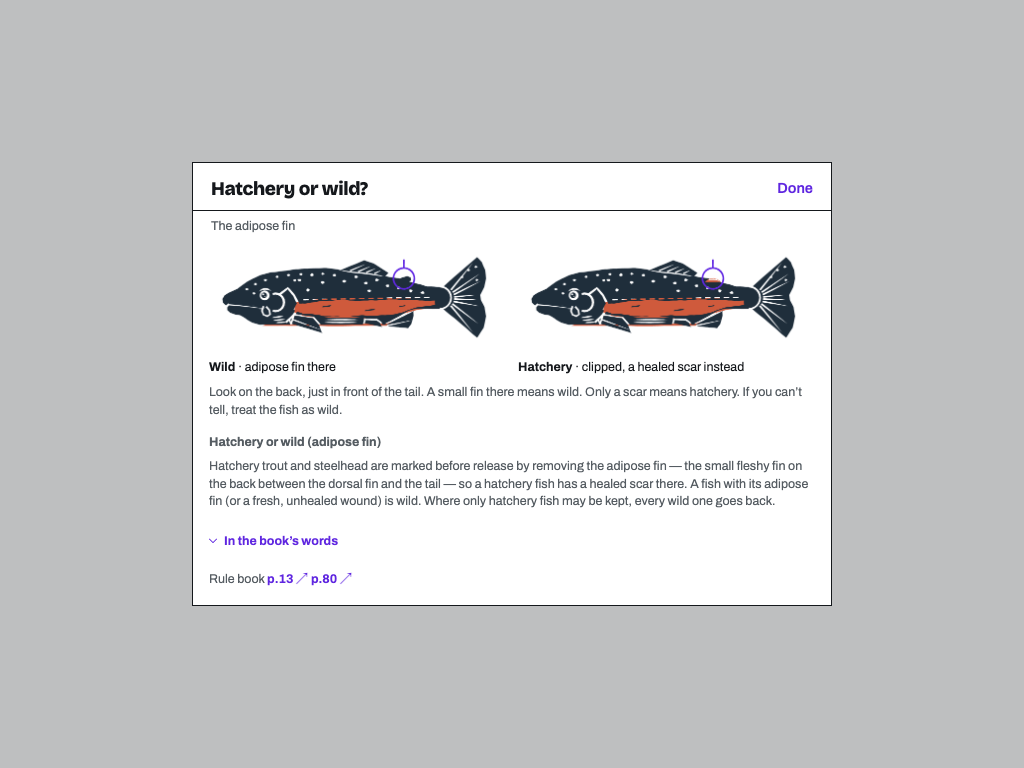 Hatchery or wild?
Done
The adipose fin
Wild · adipose fin there
Hatchery · clipped, a healed scar instead
Look on the back, just in front of the tail. A small fin there means wild. Only a scar means hatchery. If you can’t
tell, treat the fish as wild.
Hatchery or wild (adipose fin)
Hatchery trout and steelhead are marked before release by removing the adipose fin — the small fleshy fin on
the back between the dorsal fin and the tail — so a hatchery fish has a healed scar there. A fish with its adipose
fin (or a fresh, unhealed wound) is wild. Where only hatchery fish may be kept, every wild one goes back.
In the book’s words
Rule book p.13 ↗ p.80 ↗